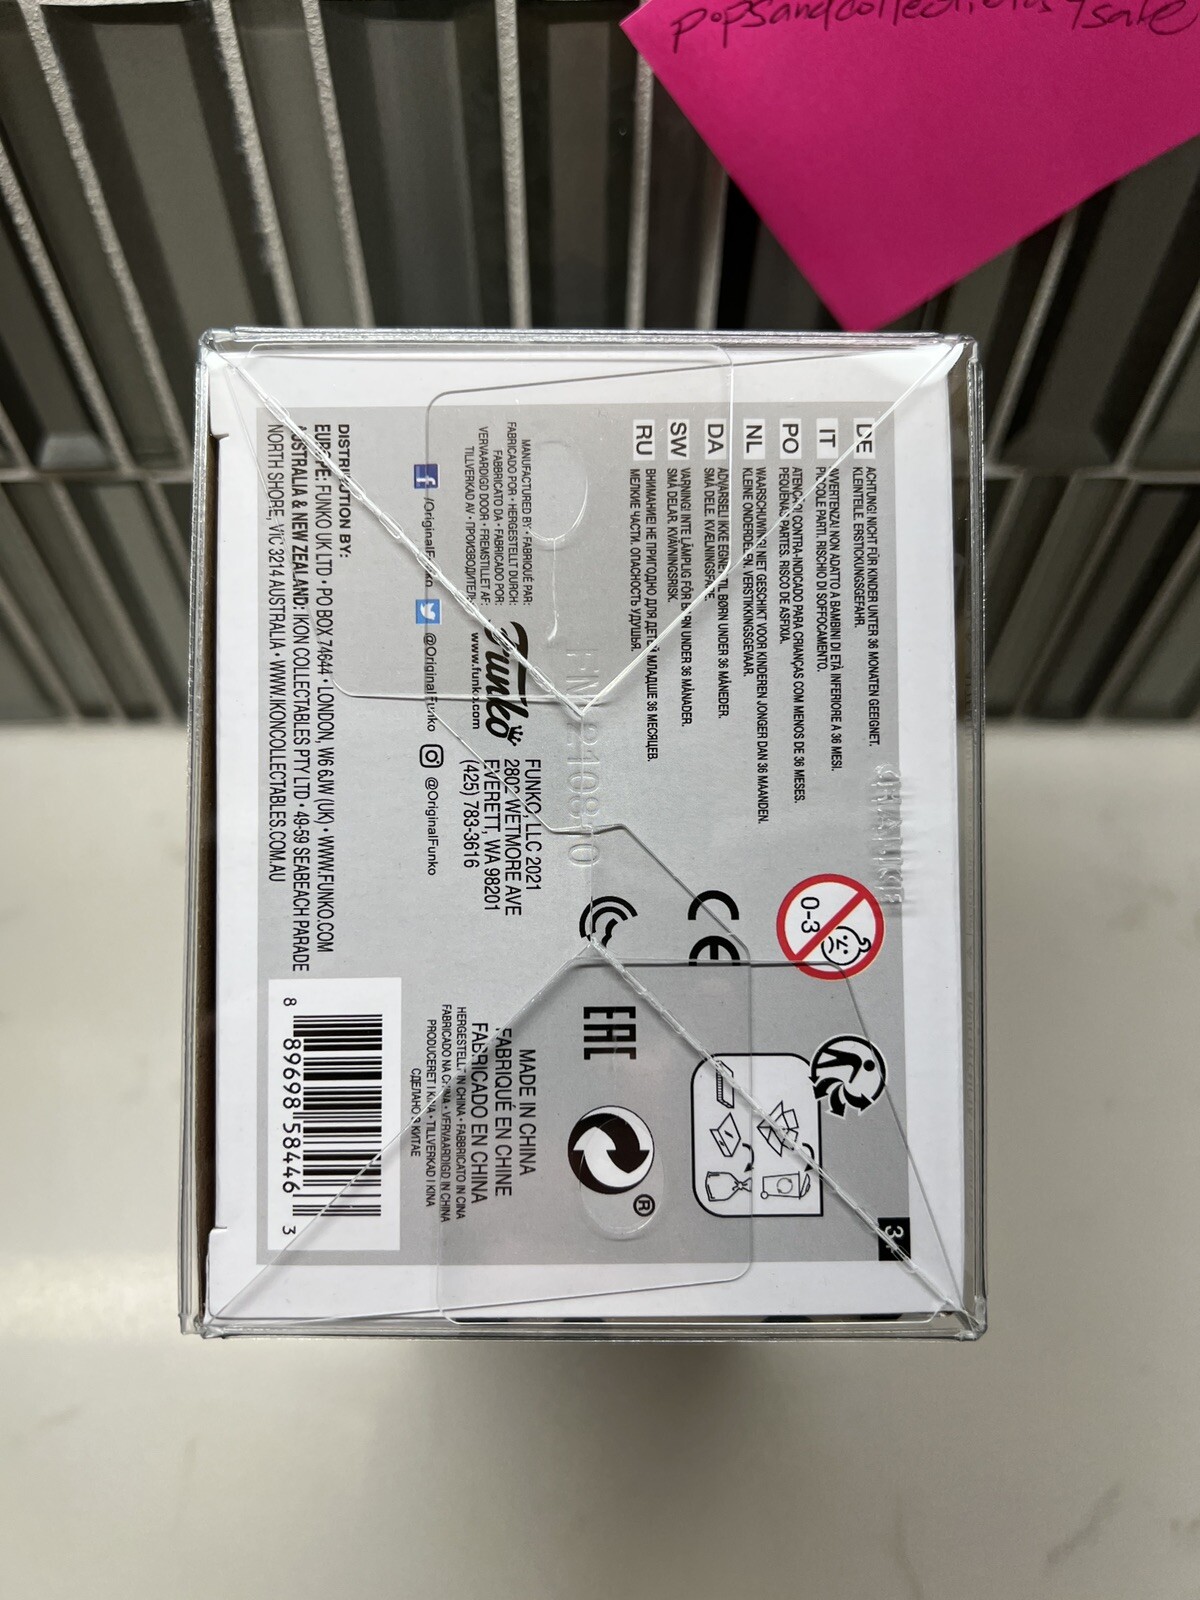 popsandcollectibles4sale
DE ACHTUNG! NICHT FÜR KINDER UNTER 36 MONATEN GEEIGNET.
KLEINTEILE. ERSTICKUNGSGEFAHR.
IT AVVERTENZA! NON ADATTO A BAMBINI DI ETÀ INFERIORE A 36 MESI.
PICCOLE PARTI. RISCHIO DI SOFFOCAMENTO.
PO ATENÇÃO! CONTRA-INDICADO PARA CRIANÇAS COM MENOS DE 36 MESES.
PEQUENAS PARTES. RISCO DE ASFIXIA.
NL WAARSCHUWING! NIET GESCHIKT VOOR KINDEREN JONGER DAN 36 MAANDEN.
KLEINE ONDERDELEN. VERSTIKKINGSGEVAAR.
DA ADVARSEL! IKKE EGNET TIL BØRN UNDER 36 MÅNEDER.
SMÅ DELE. KVÆLNINGSFARE.
SW VARNING! INTE LÄMPLIG FÖR BARN UNDER 36 MÅNADER.
SMÅ DELAR. KVÄVNINGSRISK.
RU ВНИМАНИЕ! НЕ ПРИГОДНО ДЛЯ ДЕТЕЙ МЛАДШЕ 36 МЕСЯЦЕВ.
МЕЛКИЕ ЧАСТИ. ОПАСНОСТЬ УДУШЬЯ.
0-3
CE
3+
EAC
®
MANUFACTURED BY • FABRIQUÉ PAR:
FABRICADO POR • HERGESTELLT DURCH:
FABBRICATO DA • FABRICADO POR:
VERVAARDIGD DOOR • FREMSTILLET AF:
TILLVERKAD AV • ПРОИЗВОДИТЕЛЬ:
Funko
www.funko.com
FUNKO, LLC 2021
2802 WETMORE AVE
EVERETT, WA 98201
(425) 783-3616
MADE IN CHINA
FABRIQUÉ EN CHINE
FABRICADO EN CHINA
HERGESTELLT IN CHINA • FABBRICATO IN CINA
FABRICADO NA CHINA • VERVAARDIGD IN CHINA
PRODUCERET I KINA • TILLVERKAD I KINA
СДЕЛАНО В КИТАЕ
/OriginalFunko @OriginalFunko @OriginalFunko
DISTRIBUTION BY:
EUROPE: FUNKO UK LTD • PO BOX 74644 • LONDON, W6 6JW (UK) • WWW.FUNKO.COM
AUSTRALIA & NEW ZEALAND: IKON COLLECTABLES PTY LTD • 49-59 SEABEACH PARADE
NORTH SHORE, VIC 3214 AUSTRALIA • WWW.IKONCOLLECTABLES.COM.AU
8 89698 58446 3